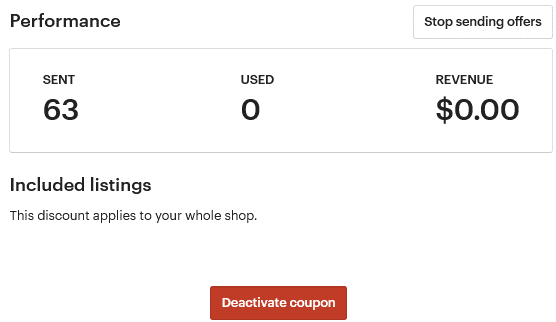 Performance
Stop sending offers
SENT USED REVENUE
63 0 $0.00
Included listings
This discount applies to your whole shop.
Deactivate coupon